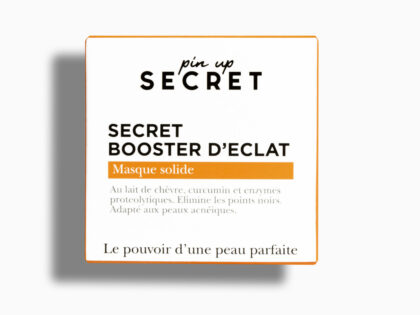 pin up
SECRET
SECRET
BOOSTER D'ECLAT
Masque solide
Au lait de chèvre, curcumin et enzymes
proteolytiques. Elimine les points noirs.
Adapté aux peaux acnéiques.
Le pouvoir d'une peau parfaite